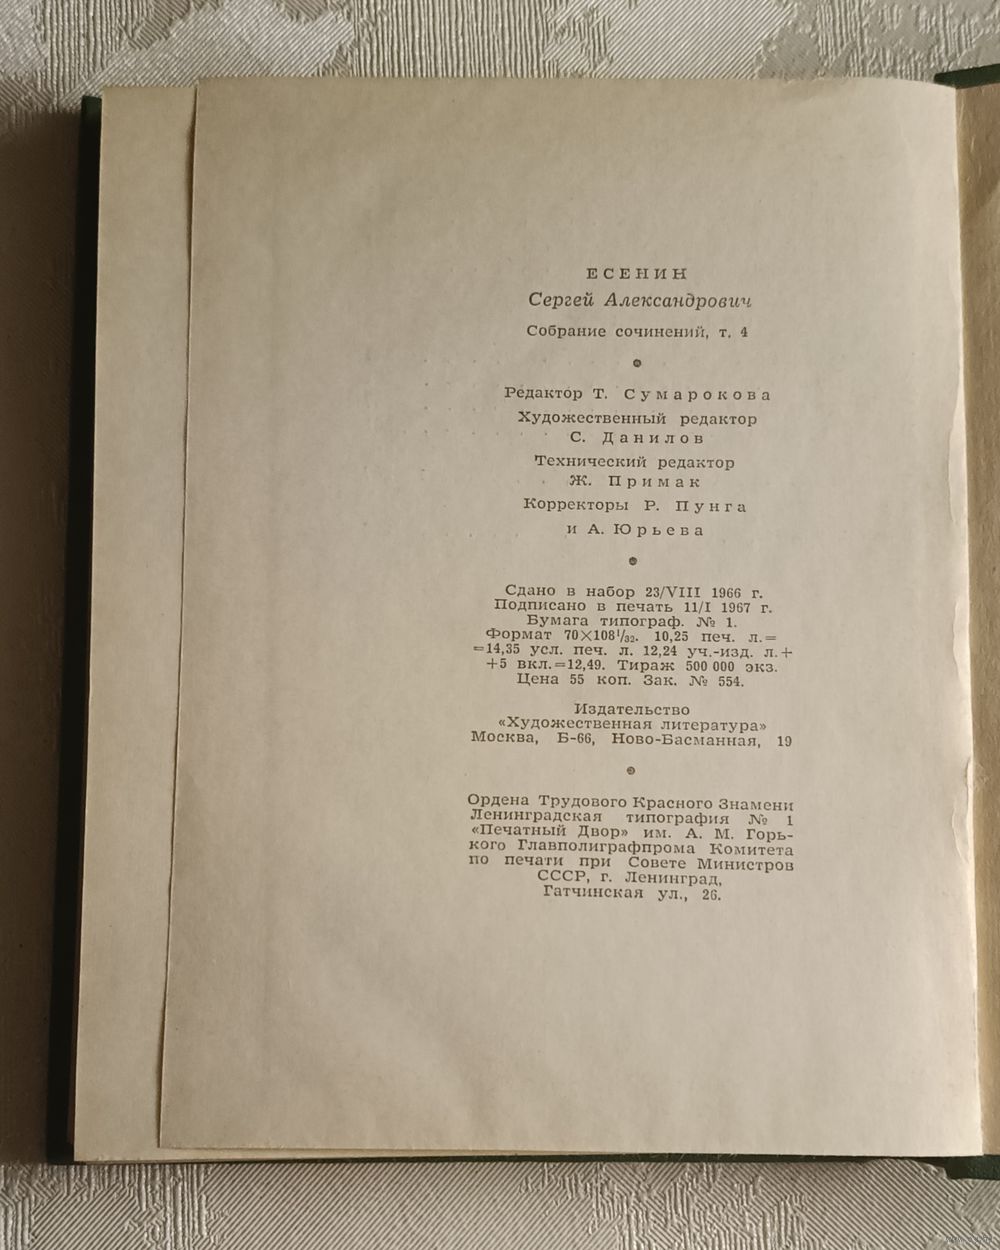 ЕСЕНИН
Сергей Александрович
Собрание сочинений, т. 4
Редактор Т. Сумарокова
Художественный редактор
С. Данилов
Технический редактор
Ж. Примак
Корректоры Р. Пунга
и А. Юрьева
Сдано в набор 23/VIII 1966 г.
Подписано в печать 11/I 1967 г.
Бумага типограф. № 1.
Формат 70×108¹/₃₂. 10,25 печ. л.=
=14,35 усл. печ. л. 12,24 уч.-изд. л.+
+5 вкл.=12,49. Тираж 500 000 экз.
Цена 55 коп. Зак. № 554.
Издательство
«Художественная литература»
Москва, Б-66, Ново-Басманная, 19
Ордена Трудового Красного Знамени
Ленинградская типография № 1
«Печатный Двор» им. А. М. Горь-
кого Главполиграфпрома Комитета
по печати при Совете Министров
СССР, г. Ленинград,
Гатчинская ул., 26.